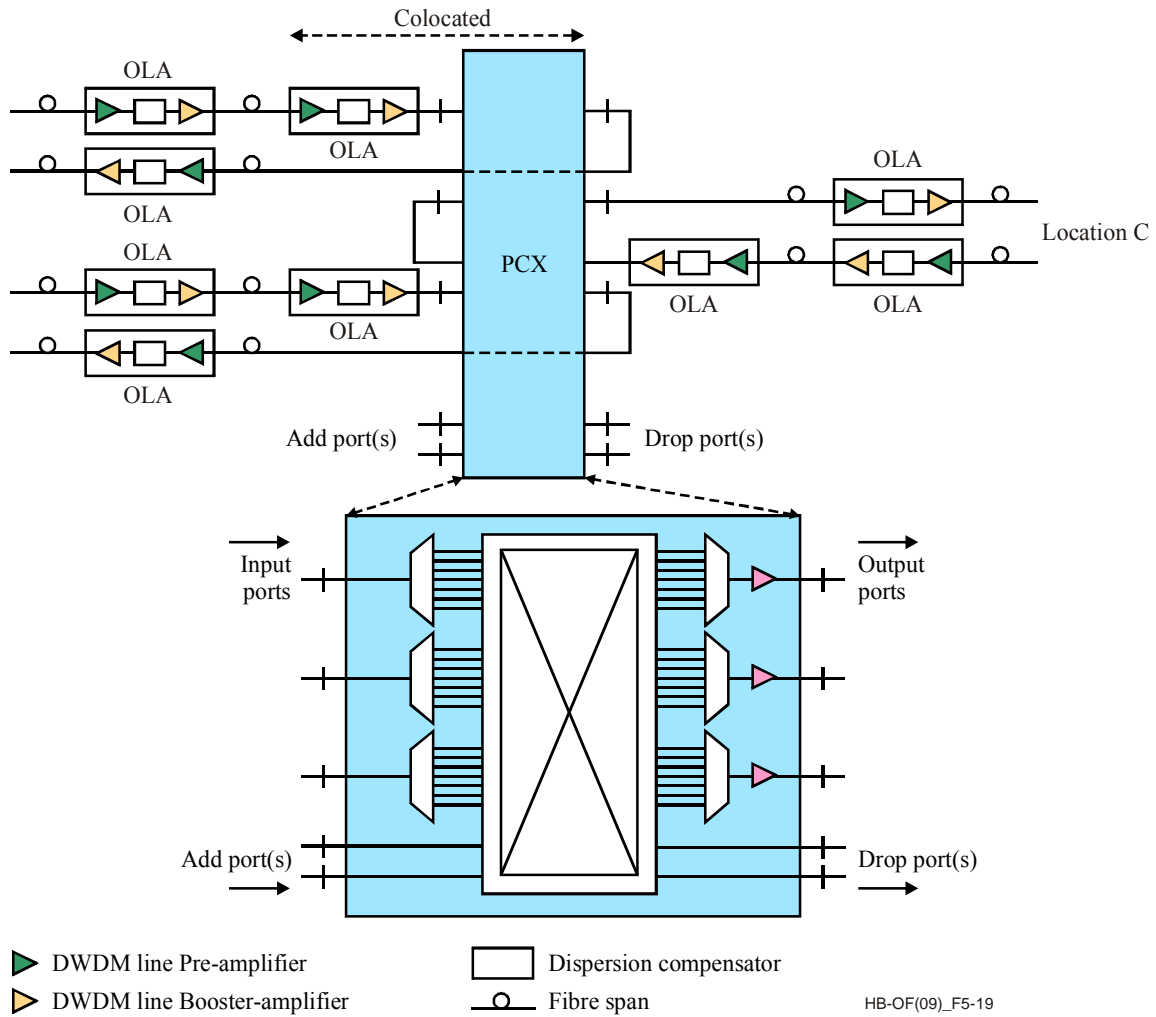 Colocated
OLA
OLA
OLA
OLA
OLA
Location C
OLA
PCX
OLA
OLA
OLA
OLA
Add port(s)
Drop port(s)
Input
ports
Output
ports
Add port(s)
Drop port(s)
DWDM line Pre-amplifier
Dispersion compensator
DWDM line Booster-amplifier
Fibre span
HB-OF(09)_F5-19